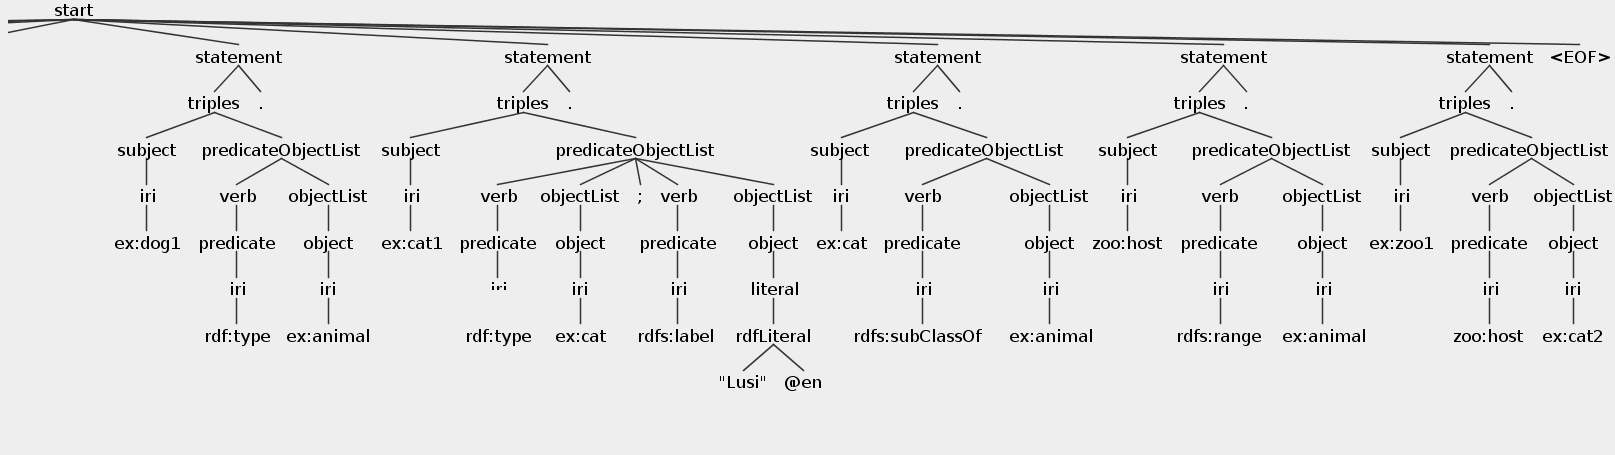 start
statement statement statement statement statement <EOF>
triples . triples . triples . triples . triples .
subject predicateObjectList subject predicateObjectList subject predicateObjectList subject predicateObjectList subject predicateObjectList
iri verb objectList iri verb objectList ; verb objectList iri verb objectList iri verb objectList iri verb objectList
ex:dog1 predicate object ex:cat1 predicate object predicate object ex:cat predicate object zoo:host predicate object ex:zoo1 predicate object
iri iri iri iri iri literal iri iri iri iri iri iri
rdf:type ex:animal rdf:type ex:cat rdfs:label rdfLiteral rdfs:subClassOf ex:animal rdfs:range ex:animal zoo:host ex:cat2
"Lusi" @en